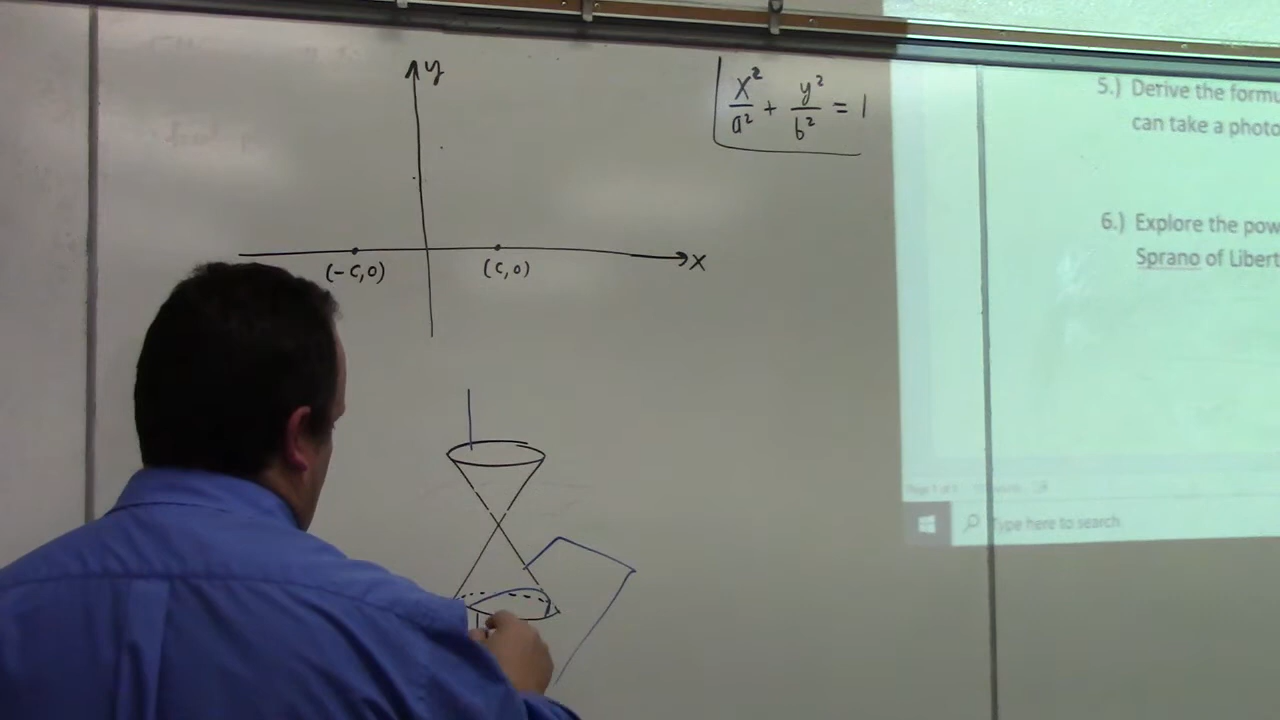 y
x²/a² + y²/b² = 1
(-c,0)
(c,0)
x
5.) Derive the formu
can take a photo
6.) Explore the pow
Sprano of Libert
Type here to search